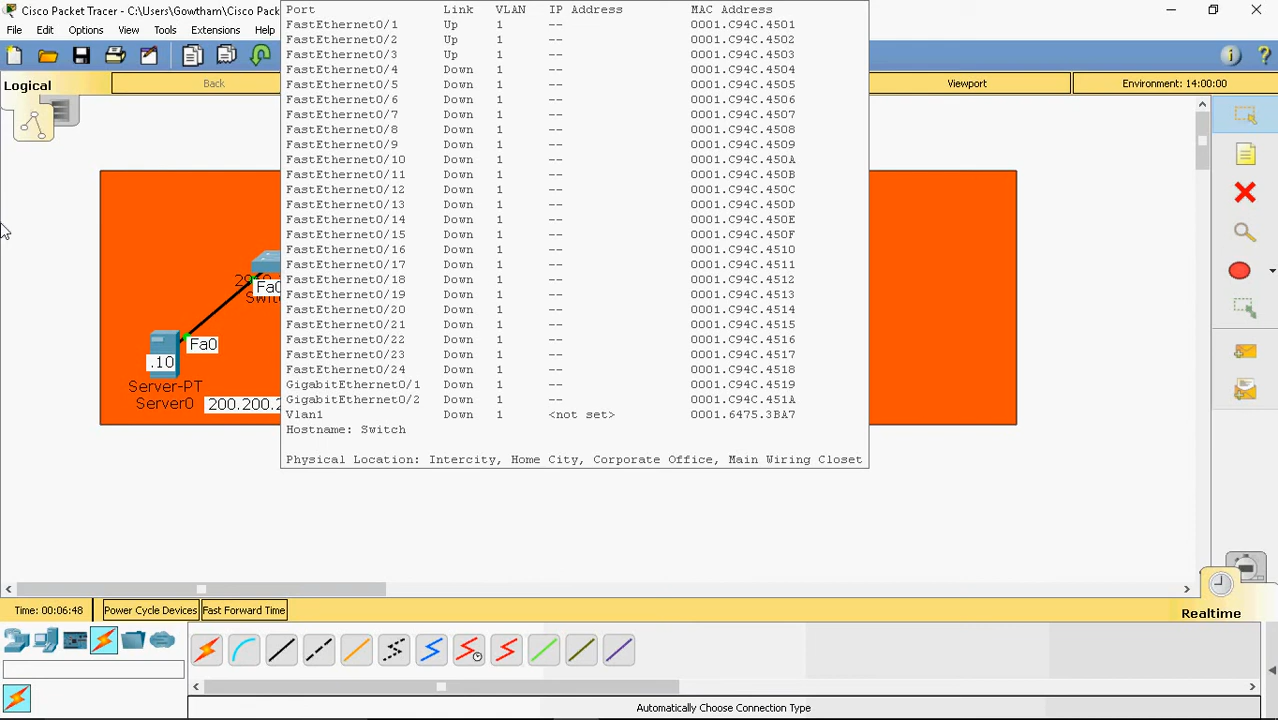 Cisco Packet Tracer - C:\Users\Gowtham\Cisco Pack
File Edit Options View Tools Extensions Help
Logical
Back
Viewport
Environment: 14:00:00
Port Link VLAN IP Address MAC Address
FastEthernet0/1 Up 1 -- 0001.C94C.4501
FastEthernet0/2 Up 1 -- 0001.C94C.4502
FastEthernet0/3 Up 1 -- 0001.C94C.4503
FastEthernet0/4 Down 1 -- 0001.C94C.4504
FastEthernet0/5 Down 1 -- 0001.C94C.4505
FastEthernet0/6 Down 1 -- 0001.C94C.4506
FastEthernet0/7 Down 1 -- 0001.C94C.4507
FastEthernet0/8 Down 1 -- 0001.C94C.4508
FastEthernet0/9 Down 1 -- 0001.C94C.4509
FastEthernet0/10 Down 1 -- 0001.C94C.450A
FastEthernet0/11 Down 1 -- 0001.C94C.450B
FastEthernet0/12 Down 1 -- 0001.C94C.450C
FastEthernet0/13 Down 1 -- 0001.C94C.450D
FastEthernet0/14 Down 1 -- 0001.C94C.450E
FastEthernet0/15 Down 1 -- 0001.C94C.450F
FastEthernet0/16 Down 1 -- 0001.C94C.4510
FastEthernet0/17 Down 1 -- 0001.C94C.4511
FastEthernet0/18 Down 1 -- 0001.C94C.4512
FastEthernet0/19 Down 1 -- 0001.C94C.4513
FastEthernet0/20 Down 1 -- 0001.C94C.4514
FastEthernet0/21 Down 1 -- 0001.C94C.4515
FastEthernet0/22 Down 1 -- 0001.C94C.4516
FastEthernet0/23 Down 1 -- 0001.C94C.4517
FastEthernet0/24 Down 1 -- 0001.C94C.4518
GigabitEthernet0/1 Down 1 -- 0001.C94C.4519
GigabitEthernet0/2 Down 1 -- 0001.C94C.451A
Vlan1 Down 1 <not set> 0001.6475.3BA7
Hostname: Switch
Physical Location: Intercity, Home City, Corporate Office, Main Wiring Closet
Fa0
Fa0
.10
Server-PT
Server0
200.200.2
Time: 00:06:48
Power Cycle Devices
Fast Forward Time
Realtime
Automatically Choose Connection Type